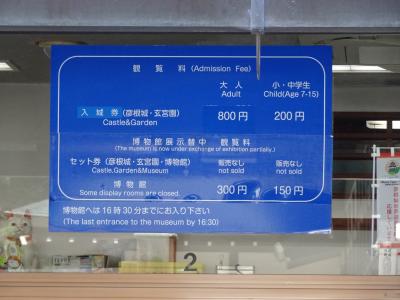 観覧料 (Admission Fee)
大人 小・中学生
Adult Child(Age 7-15)
入城券(彦根城・玄宮園) 800円 200円
Castle&Garden
博物館展示替中 観覧料
(The museum is now under exchange of exhibition partially.)
セット券(彦根城・玄宮園・博物館) 販売なし 販売なし
Castle,Garden&Museum not sold not sold
博物館 300円 150円
Some display rooms are closed.
博物館へは16時30分までにお入り下さい
(The last entrance to the museum by 16:30)
2